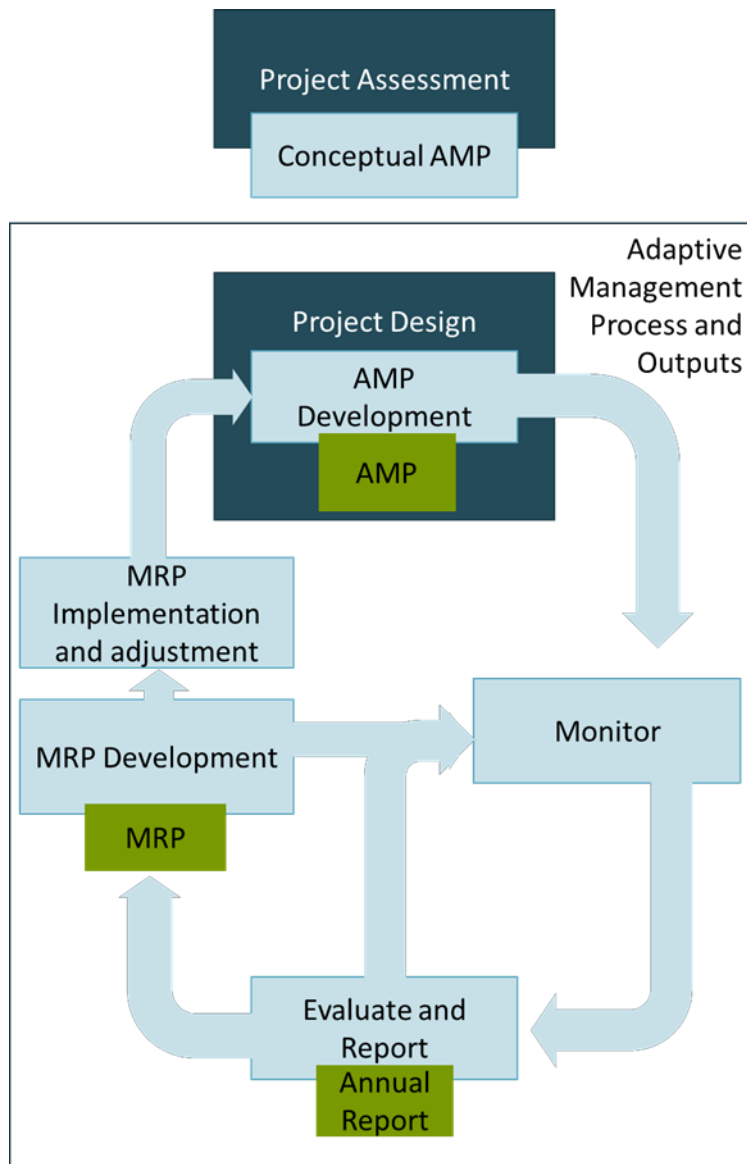 Project Assessment
Conceptual AMP
Adaptive
Management
Process and
Outputs
Project Design
AMP
Development
AMP
MRP
Implementation
and adjustment
MRP Development
MRP
Monitor
Evaluate and
Report
Annual
Report